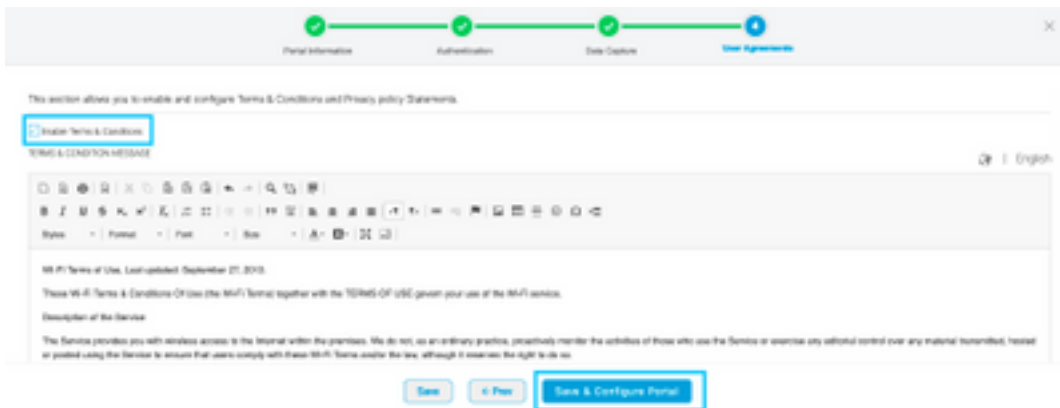 4
Portal Information
Authentication
Data Capture
User Agreements
This section allows you to enable and configure Terms & Conditions and Privacy policy Statements.
Enable Terms & Conditions
TERMS & CONDITION MESSAGE
| English
B I U S
Styles Format Font Size A
Wi-Fi Terms of Use, Last updated: September 27, 2013.
These Wi-Fi Terms & Conditions Of Use (the Wi-Fi Terms) together with the TERMS OF USE govern your use of the Wi-Fi service.
Description of the Service
The Service provides you with wireless access to the Internet within the premises. We do not, as an ordinary practice, proactively monitor the activities of those who use the Service or exercise any editorial control over any material transmitted, hosted
or posted using the Service to ensure that users comply with these Wi-Fi Terms and/or the law, although it reserves the right to do so.
Save < Prev Save & Configure Portal